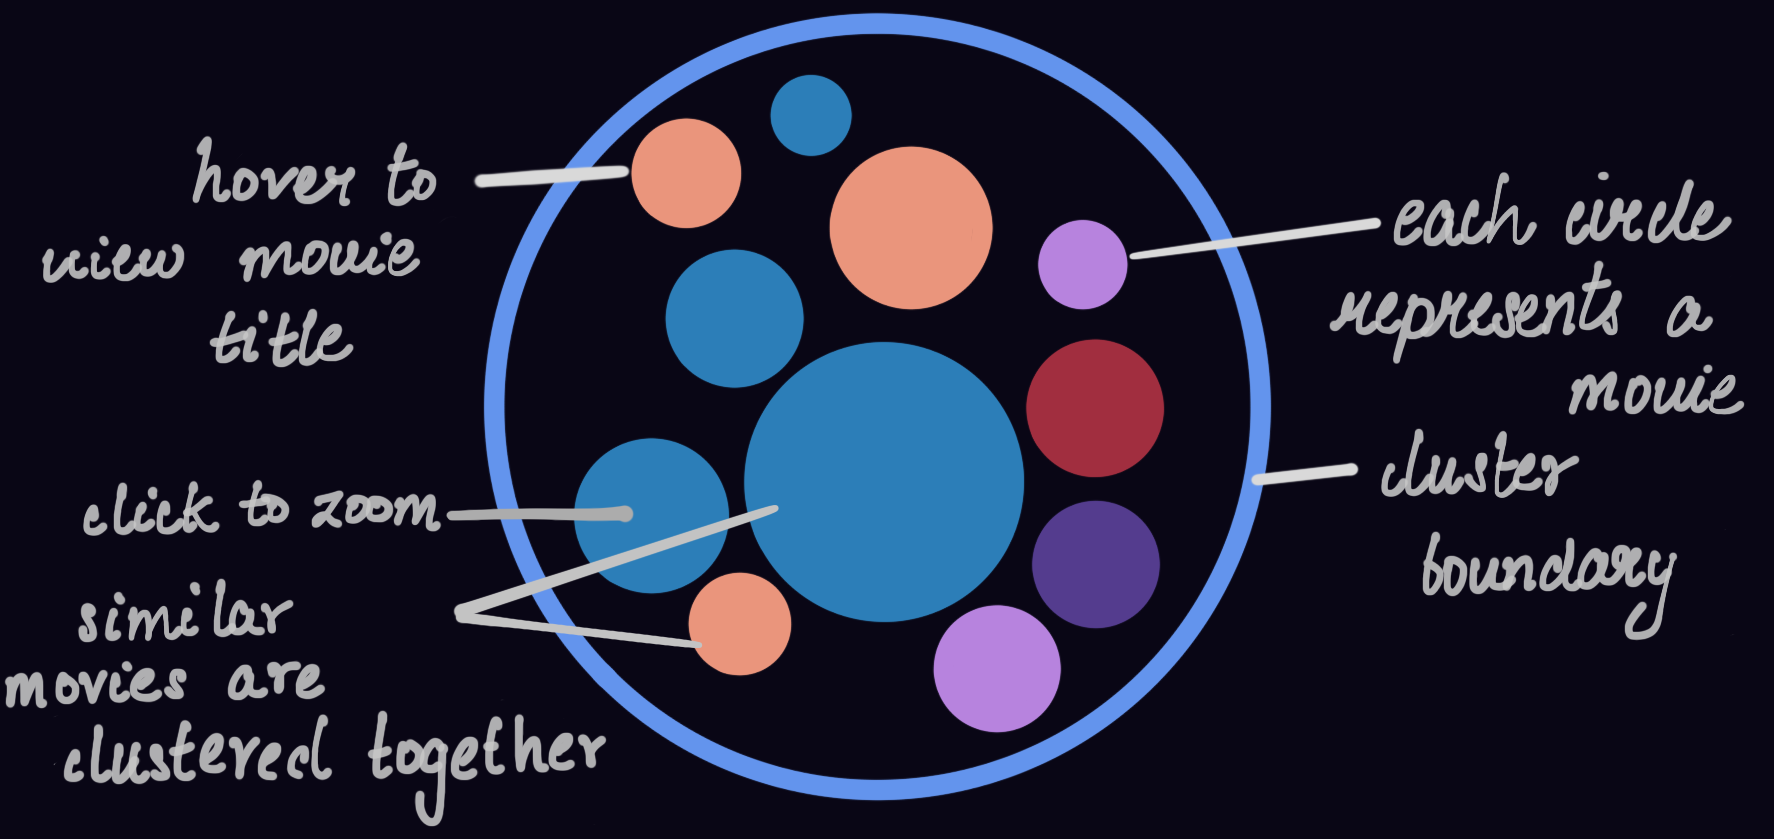 hover to
view movie
title
click to zoom
similar
movies are
clustered together
each circle
represents a
movie
cluster
boundary